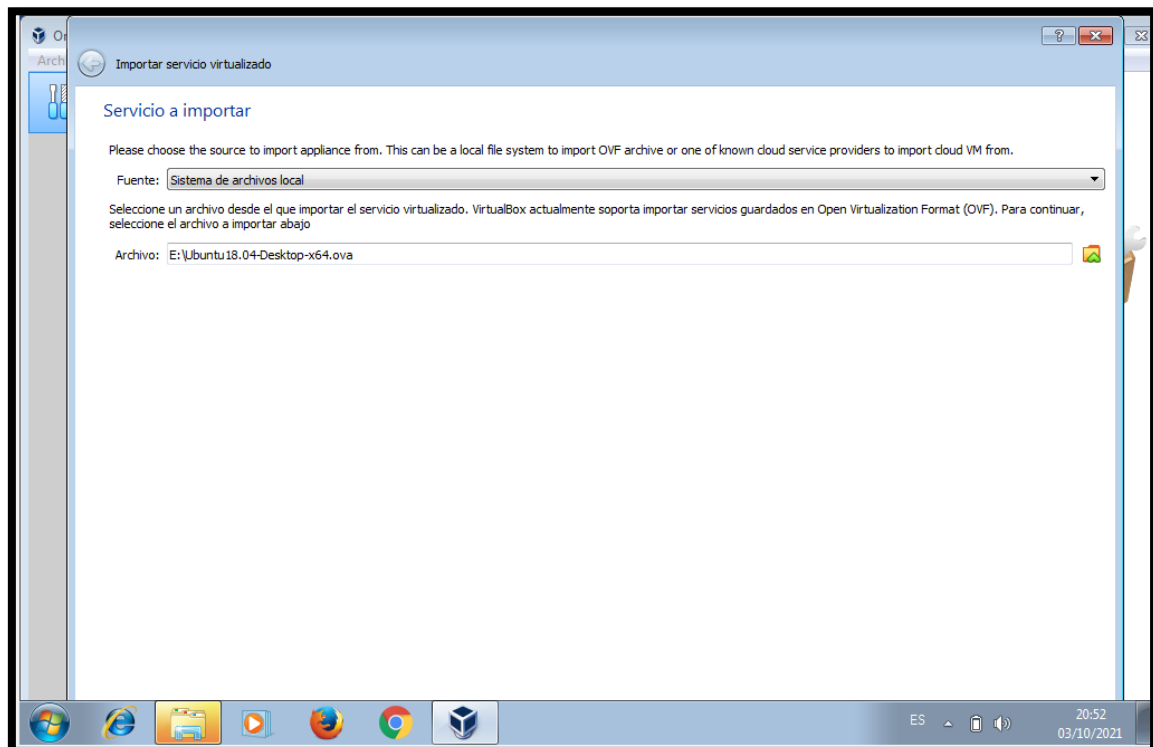 Or
Arch
Importar servicio virtualizado
Servicio a importar
Please choose the source to import appliance from. This can be a local file system to import OVF archive or one of known cloud service providers to import cloud VM from.
Fuente: Sistema de archivos local
Seleccione un archivo desde el que importar el servicio virtualizado. VirtualBox actualmente soporta importar servicios guardados en Open Virtualization Format (OVF). Para continuar,
seleccione el archivo a importar abajo
Archivo: E:\Ubuntu18.04-Desktop-x64.ova
ES
20:52
03/10/2021